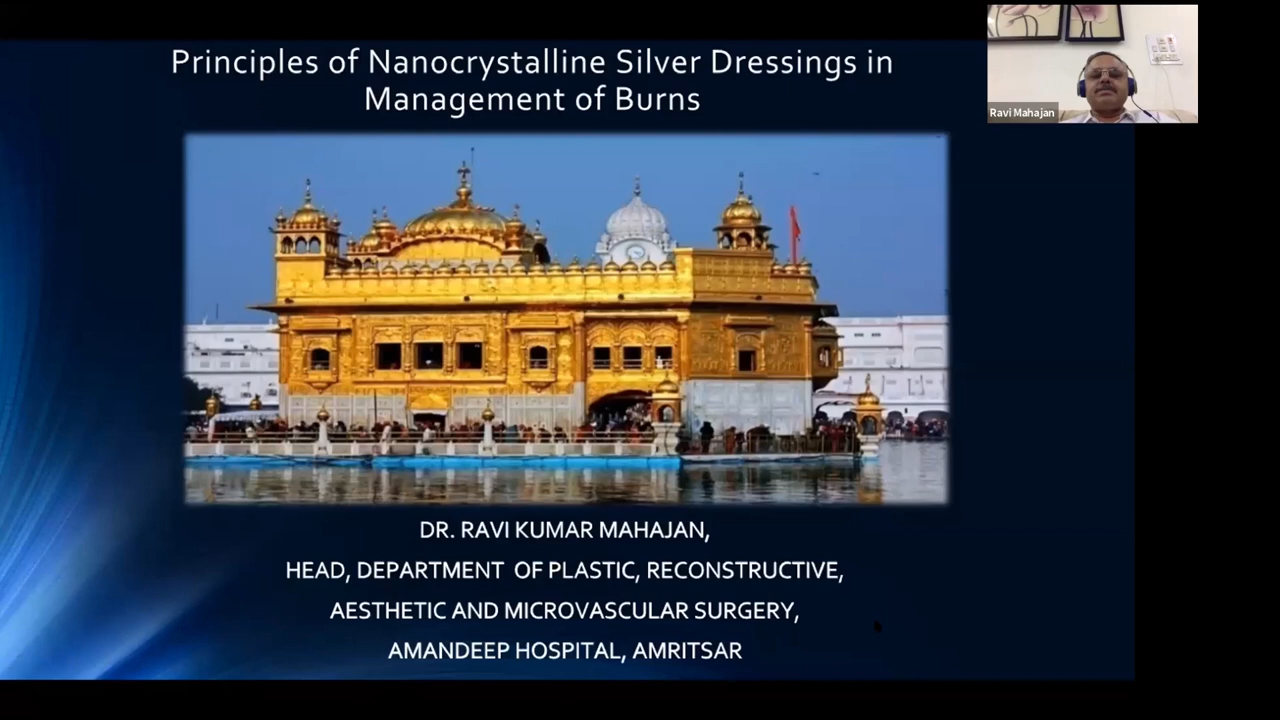 Principles of Nanocrystalline Silver Dressings in
Management of Burns
Ravi Mahajan
DR. RAVI KUMAR MAHAJAN,
HEAD, DEPARTMENT OF PLASTIC, RECONSTRUCTIVE,
AESTHETIC AND MICROVASCULAR SURGERY,
AMANDEEP HOSPITAL, AMRITSAR